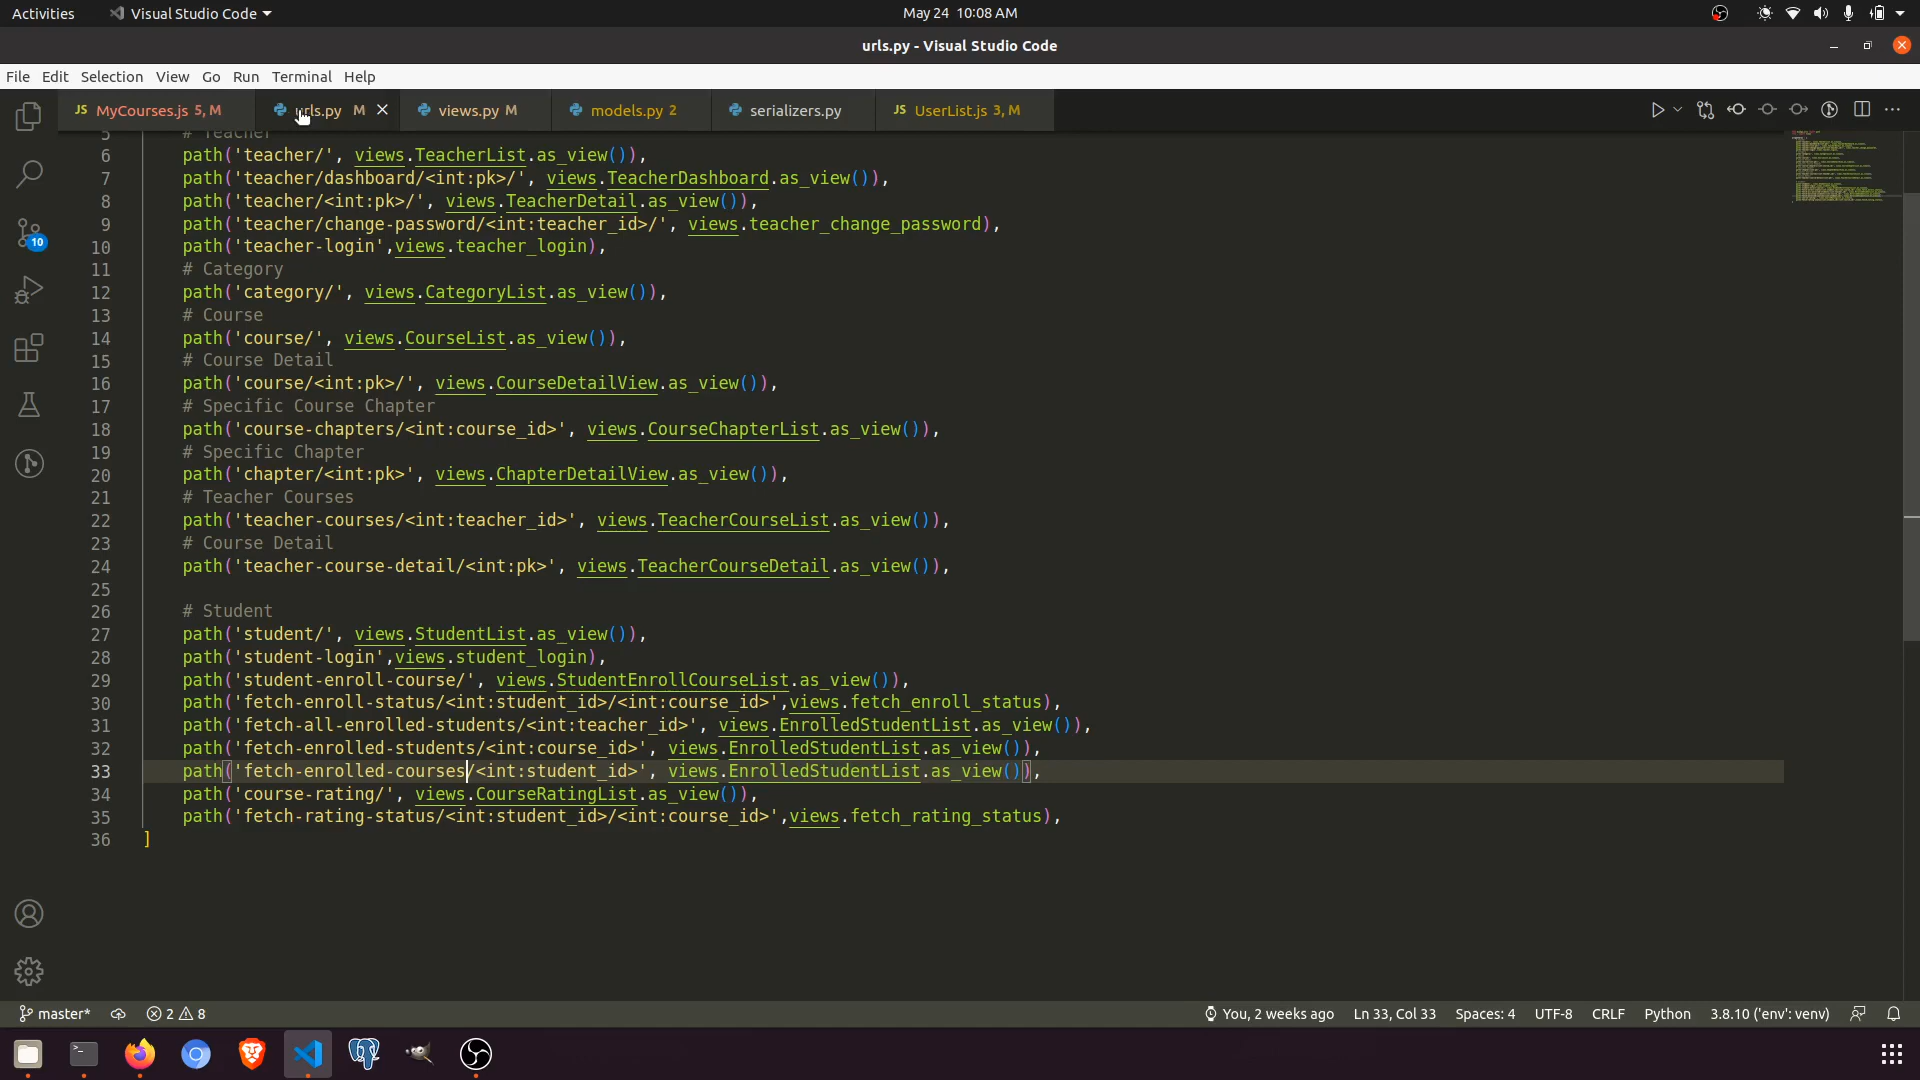 Activities Visual Studio Code May 24 10:08 AM
urls.py - Visual Studio Code
File Edit Selection View Go Run Terminal Help
JS MyCourses.js 5, M urls.py M views.py M models.py 2 serializers.py JS UserList.js 3, M
5 # Teacher
6 path('teacher/', views.TeacherList.as_view()),
7 path('teacher/dashboard/<int:pk>/', views.TeacherDashboard.as_view()),
8 path('teacher/<int:pk>/', views.TeacherDetail.as_view()),
9 path('teacher/change-password/<int:teacher_id>/', views.teacher_change_password),
10 path('teacher-login',views.teacher_login),
11 # Category
12 path('category/', views.CategoryList.as_view()),
13 # Course
14 path('course/', views.CourseList.as_view()),
15 # Course Detail
16 path('course/<int:pk>/', views.CourseDetailView.as_view()),
17 # Specific Course Chapter
18 path('course-chapters/<int:course_id>', views.CourseChapterList.as_view()),
19 # Specific Chapter
20 path('chapter/<int:pk>', views.ChapterDetailView.as_view()),
21 # Teacher Courses
22 path('teacher-courses/<int:teacher_id>', views.TeacherCourseList.as_view()),
23 # Course Detail
24 path('teacher-course-detail/<int:pk>', views.TeacherCourseDetail.as_view()),
25
26 # Student
27 path('student/', views.StudentList.as_view()),
28 path('student-login',views.student_login),
29 path('student-enroll-course/', views.StudentEnrollCourseList.as_view()),
30 path('fetch-enroll-status/<int:student_id>/<int:course_id>',views.fetch_enroll_status),
31 path('fetch-all-enrolled-students/<int:teacher_id>', views.EnrolledStudentList.as_view()),
32 path('fetch-enrolled-students/<int:course_id>', views.EnrolledStudentList.as_view()),
33 path('fetch-enrolled-courses/<int:student_id>', views.EnrolledStudentList.as_view()),
34 path('course-rating/', views.CourseRatingList.as_view()),
35 path('fetch-rating-status/<int:student_id>/<int:course_id>',views.fetch_rating_status),
36 ]
10
master* 2 8 You, 2 weeks ago Ln 33, Col 33 Spaces: 4 UTF-8 CRLF Python 3.8.10 ('env': venv)